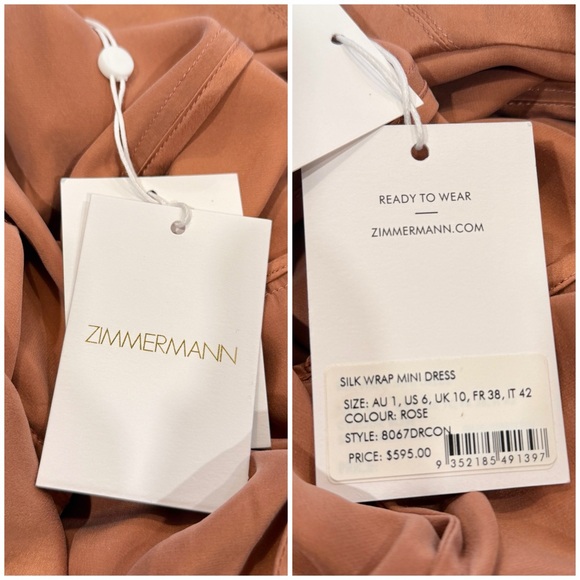 ZIMMERMANN
READY TO WEAR
ZIMMERMANN.COM
SILK WRAP MINI DRESS
SIZE: AU 1, US 6, UK 10, FR 38, IT 42
COLOUR: ROSE
STYLE: 8067DRCON
PRICE: $595.00
9 352185 491397